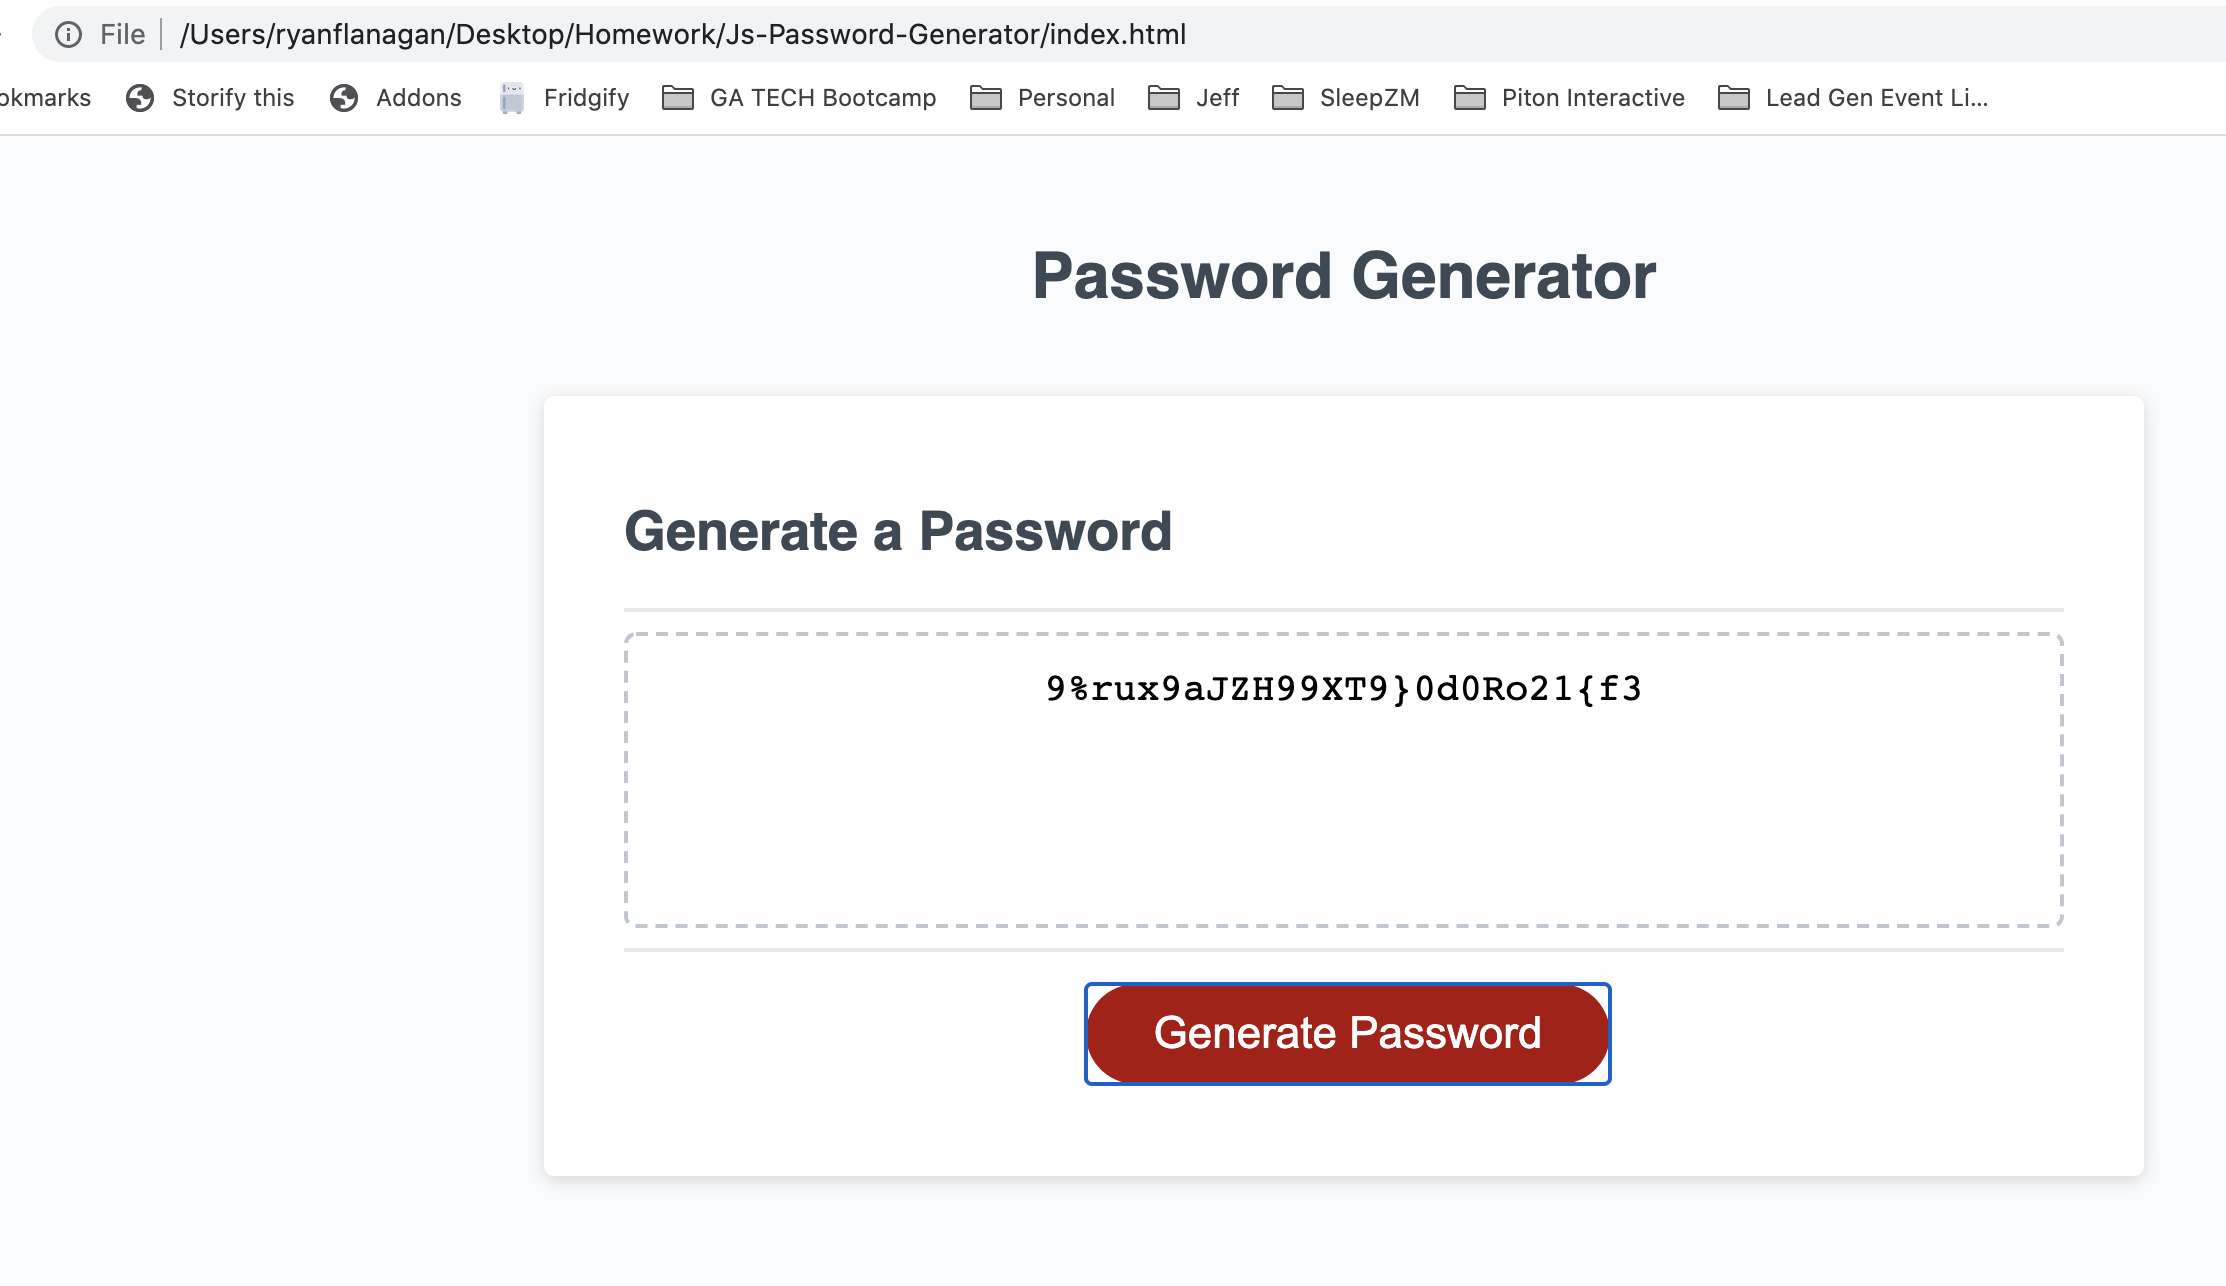 File /Users/ryanflanagan/Desktop/Homework/Js-Password-Generator/index.html
okmarks Storify this Addons Fridgify GA TECH Bootcamp Personal Jeff SleepZM Piton Interactive Lead Gen Event Li...
Password Generator
Generate a Password
9%rux9aJZH99XT9}0d0Ro21{f3
Generate Password